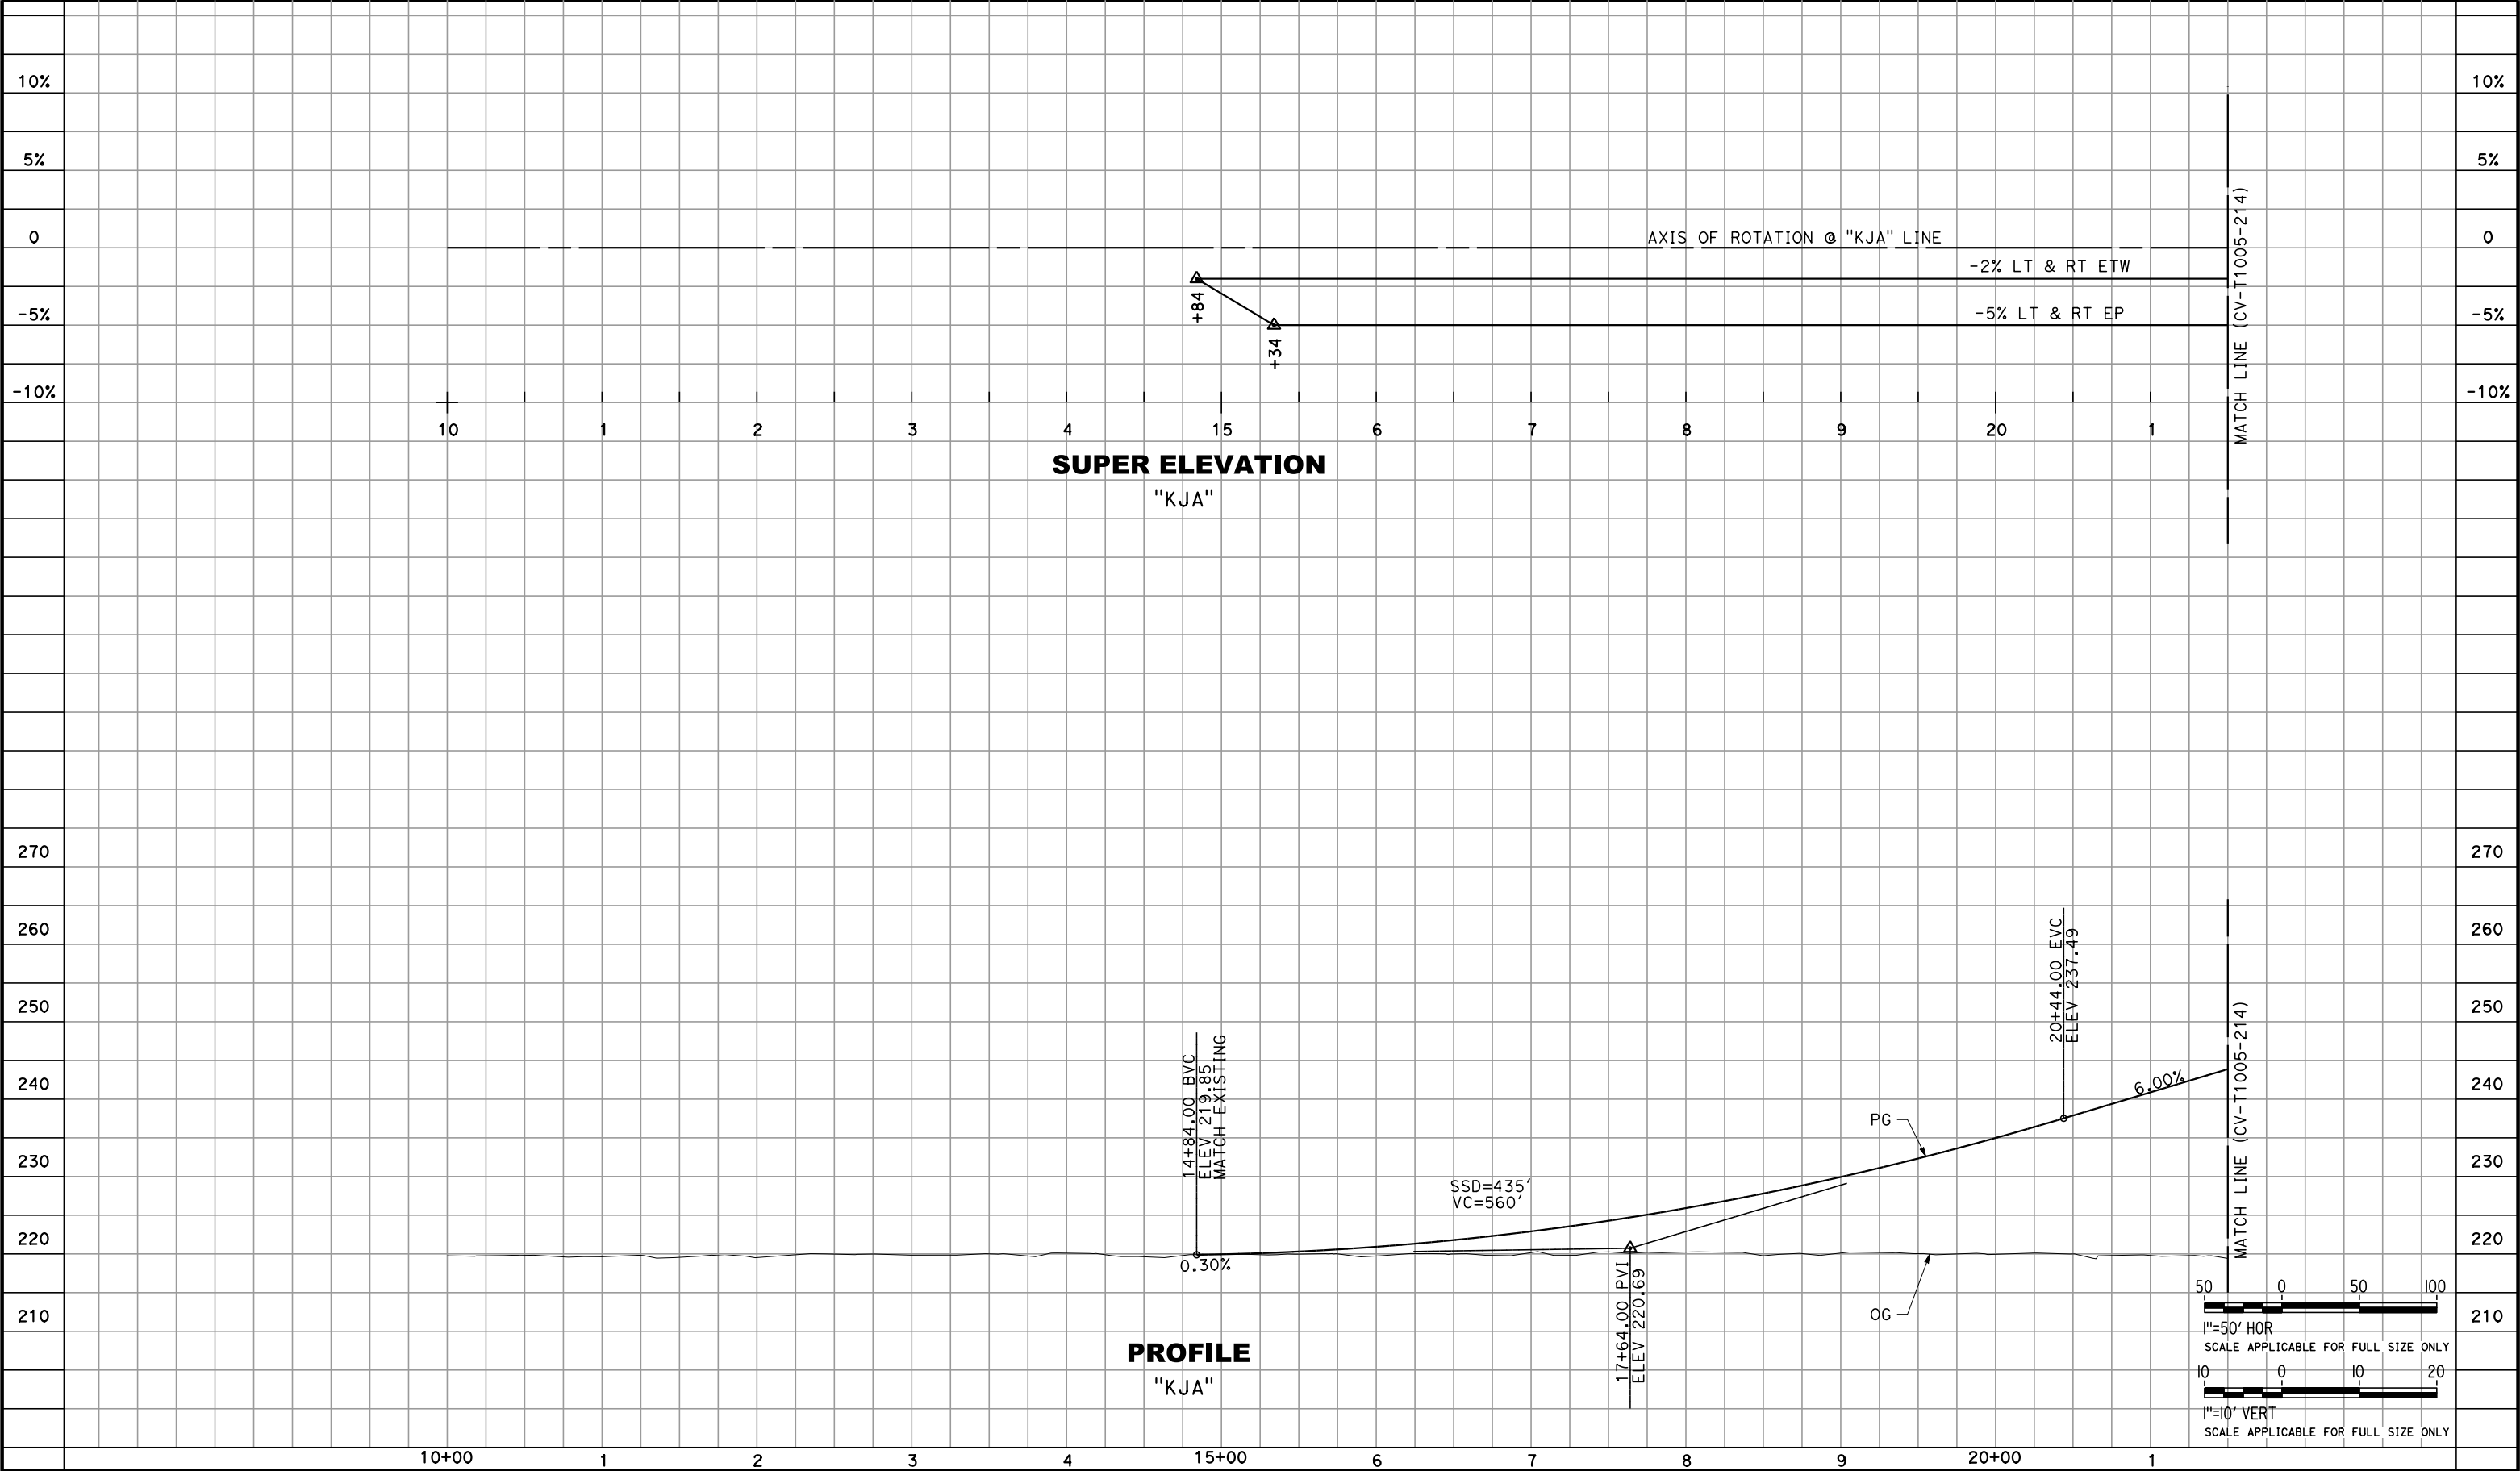 10% 10%
5% 5%
AXIS OF ROTATION @ "KJA" LINE
0 0
-2% LT & RT ETW
+84
-5% LT & RT EP
-5% -5%
+34
-10% -10%
MATCH LINE (CV-T1005-214)
10 1 2 3 4 15 6 7 8 9 20 1
SUPER ELEVATION
"KJA"
270 270
260 260
20+44.00 EVC
ELEV 237.49
250 250
14+84.00 BVC
ELEV 219.85
MATCH EXISTING
240 240
6.00%
PG
MATCH LINE (CV-T1005-214)
230 230
SSD=435'
VC=560'
220 220
0.30%
17+64.00 PVI
ELEV 220.69
OG
210 210
50 0 50 100
1"=50' HOR
SCALE APPLICABLE FOR FULL SIZE ONLY
10 0 10 20
1"=10' VERT
SCALE APPLICABLE FOR FULL SIZE ONLY
PROFILE
"KJA"
10+00 1 2 3 4 15+00 6 7 8 9 20+00 1